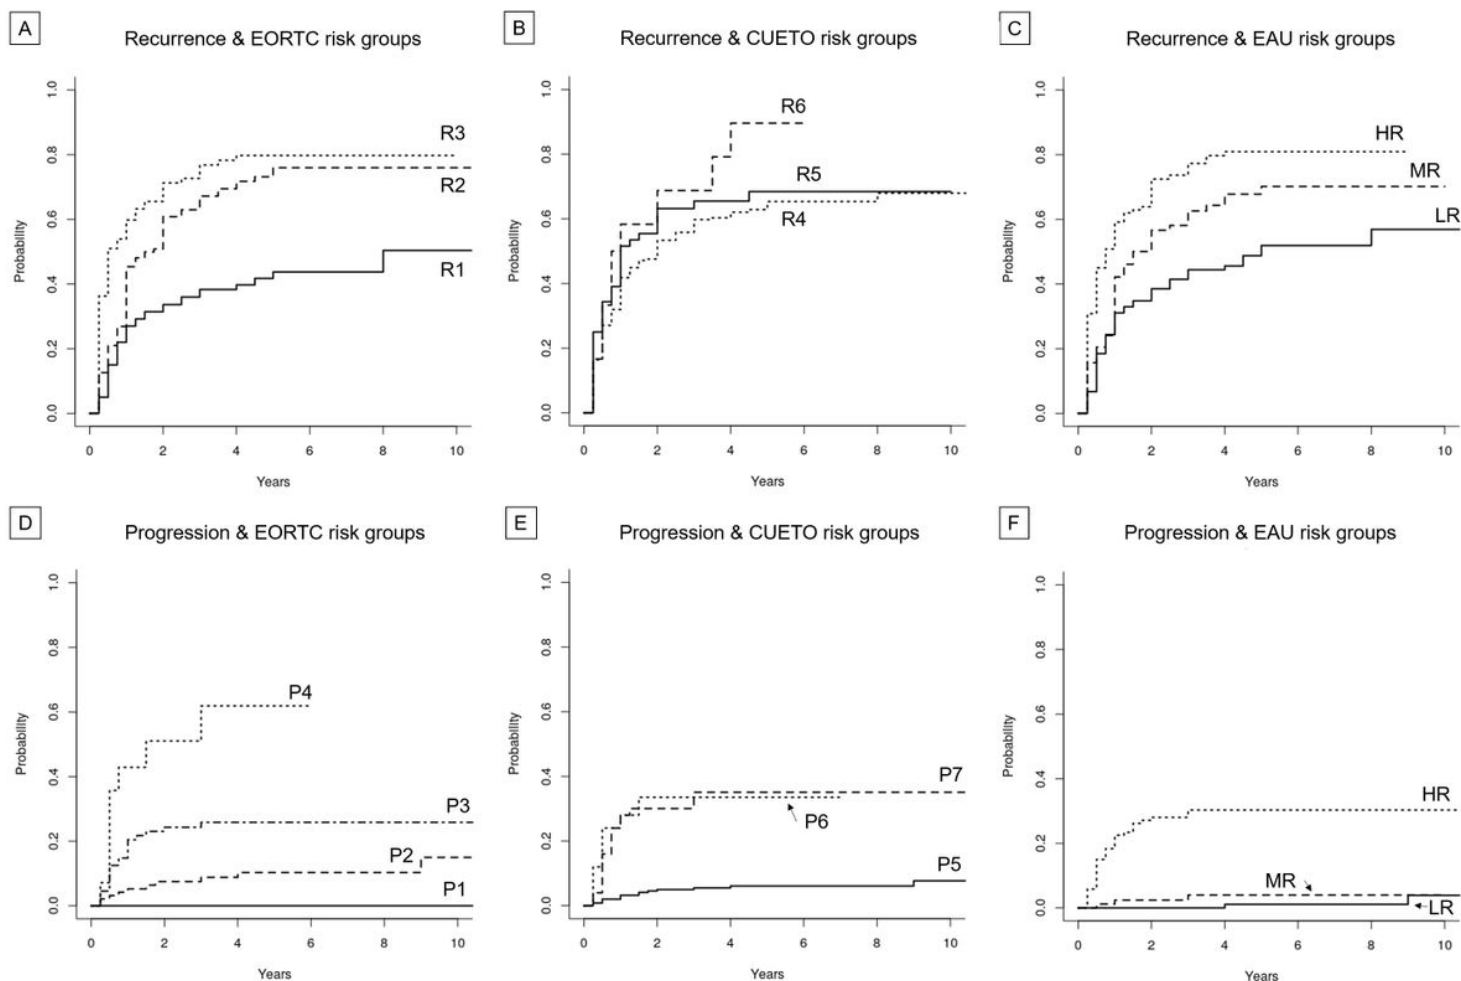 A
Recurrence & EORTC risk groups
Probability
0.0 0.2 0.4 0.6 0.8 1.0
R3
R2
R1
0 2 4 6 8 10
Years
B
Recurrence & CUETO risk groups
Probability
0.0 0.2 0.4 0.6 0.8 1.0
R6
R5
R4
0 2 4 6 8 10
Years
C
Recurrence & EAU risk groups
Probability
0.0 0.2 0.4 0.6 0.8 1.0
HR
MR
LR
0 2 4 6 8 10
Years
D
Progression & EORTC risk groups
Probability
0.0 0.2 0.4 0.6 0.8 1.0
P4
P3
P2
P1
0 2 4 6 8 10
Years
E
Progression & CUETO risk groups
Probability
0.0 0.2 0.4 0.6 0.8 1.0
P7
P6
P5
0 2 4 6 8 10
Years
F
Progression & EAU risk groups
Probability
0.0 0.2 0.4 0.6 0.8 1.0
HR
MR
LR
0 2 4 6 8 10
Years